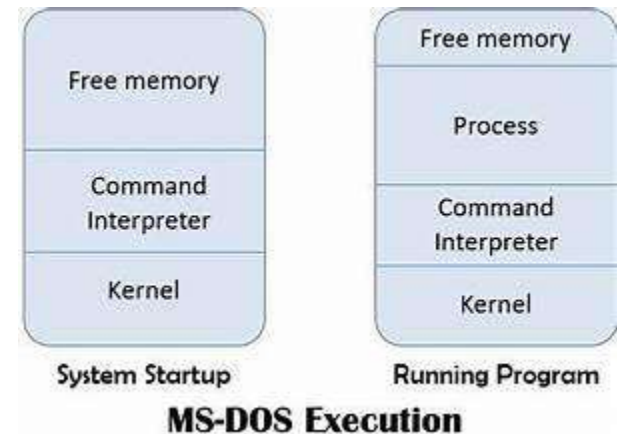 Free memory
Command
Interpreter
Kernel
System Startup
Free memory
Process
Command
Interpreter
Kernel
Running Program
MS-DOS Execution